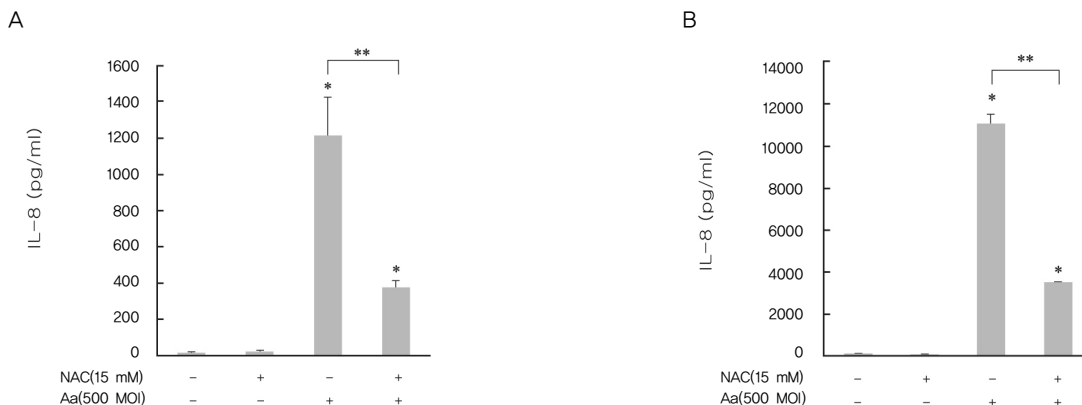 A
IL-8 (pg/ml)
1600
1400
1200
1000
800
600
400
200
0
**
*
*
NAC(15 mM) - + - +
Aa(500 MOI) - - + +
B
IL-8 (pg/ml)
14000
12000
10000
8000
6000
4000
2000
0
**
*
*
NAC(15 mM) - + - +
Aa(500 MOI) - - + +